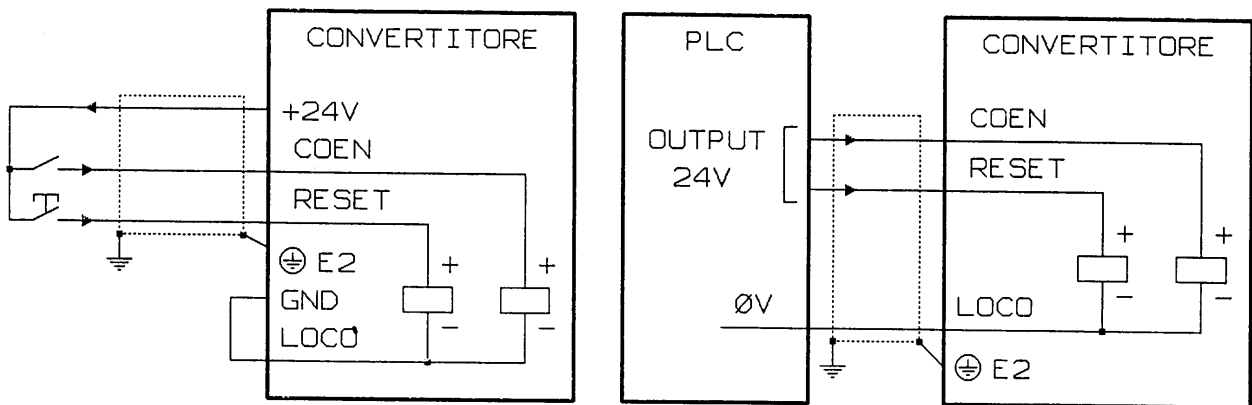 CONVERTITORE
+24V
COEN
RESET
E2
GND
LOCO
+
+
-
-
PLC
OUTPUT
24V
ØV
CONVERTITORE
COEN
RESET
+
+
-
-
LOCO
E2